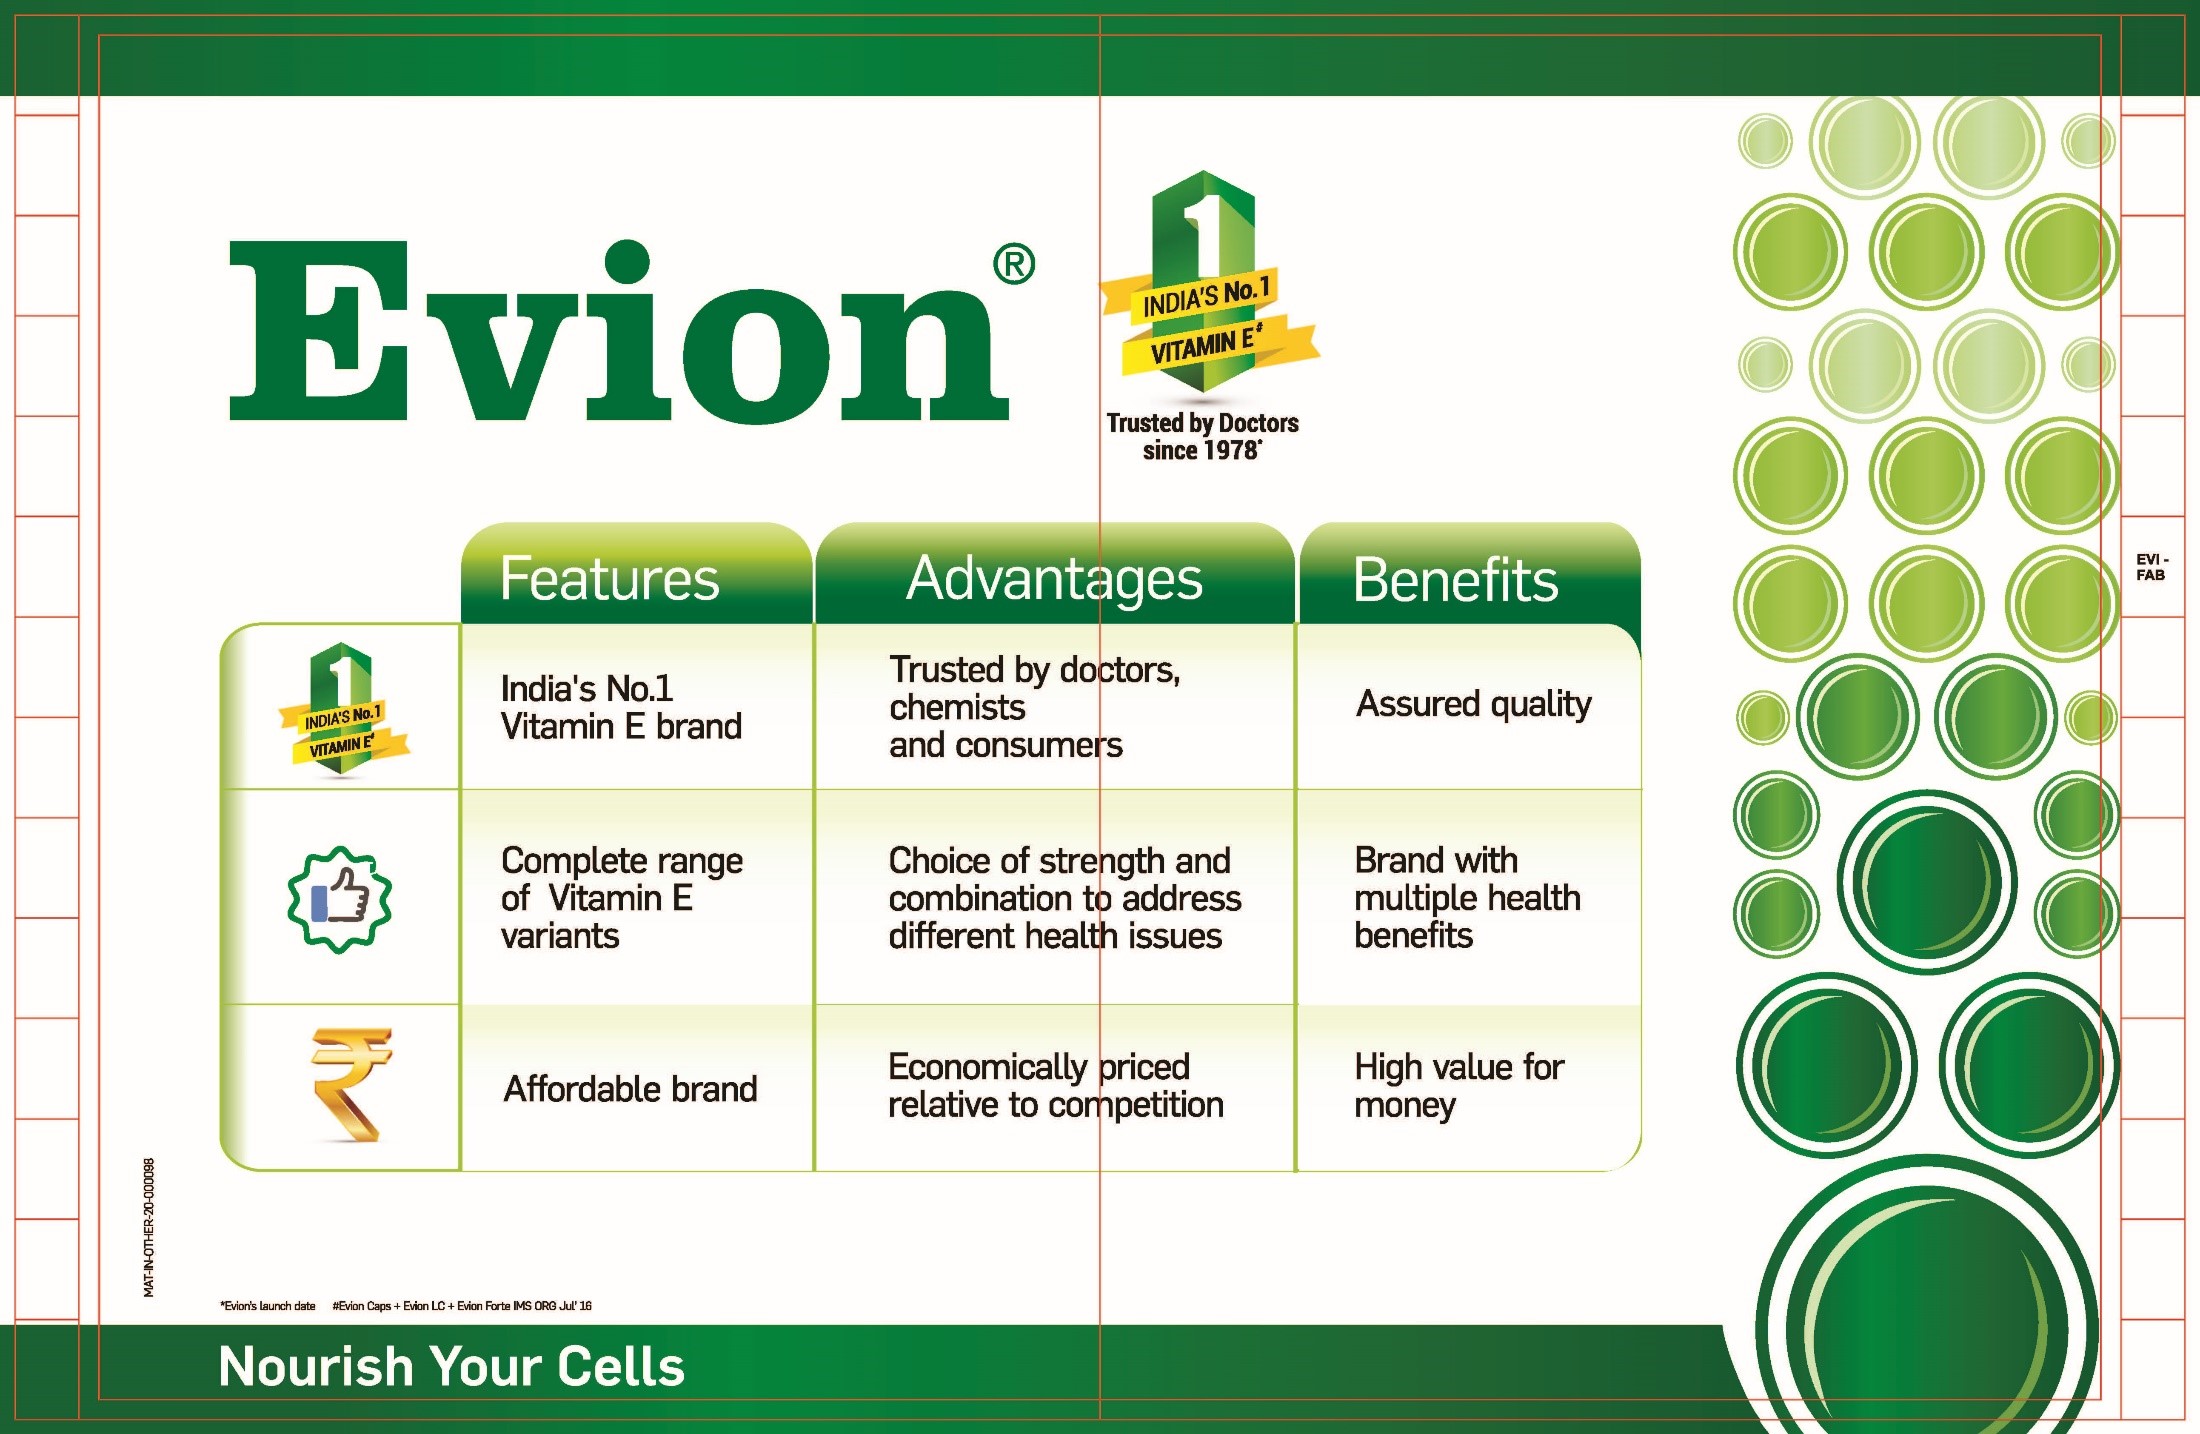 Evion®
1
INDIA'S No.1
VITAMIN E#
Trusted by Doctors
since 1978*
Features
Advantages
Benefits
1
INDIA'S No.1
VITAMIN E#
India's No.1
Vitamin E brand
Trusted by doctors,
chemists
and consumers
Assured quality
Complete range
of Vitamin E
variants
Choice of strength and
combination to address
different health issues
Brand with
multiple health
benefits
₹
Affordable brand
Economically priced
relative to competition
High value for
money
EVI -
FAB
MAT-IN-OTHER-20-000098
*Evion's launch date #Evion Caps + Evion LC + Evion Forte IMS ORG Jul' 16
Nourish Your Cells